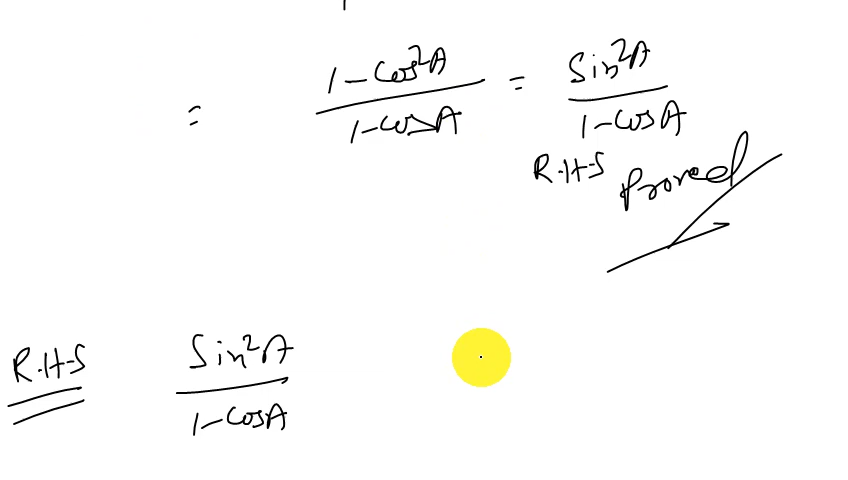 = 1-Cos²A / 1-CosA = Sin²A / 1-CosA
R.H-S Proved
R.H-S Sin²A / 1-CosA